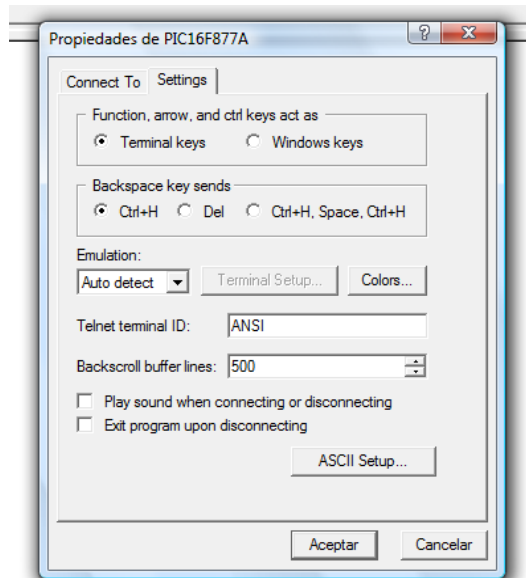 Propiedades de PIC16F877A
Connect To Settings
Function, arrow, and ctrl keys act as
Terminal keys Windows keys
Backspace key sends
Ctrl+H Del Ctrl+H, Space, Ctrl+H
Emulation:
Auto detect Terminal Setup... Colors...
Telnet terminal ID: ANSI
Backscroll buffer lines: 500
Play sound when connecting or disconnecting
Exit program upon disconnecting
ASCII Setup...
Aceptar Cancelar